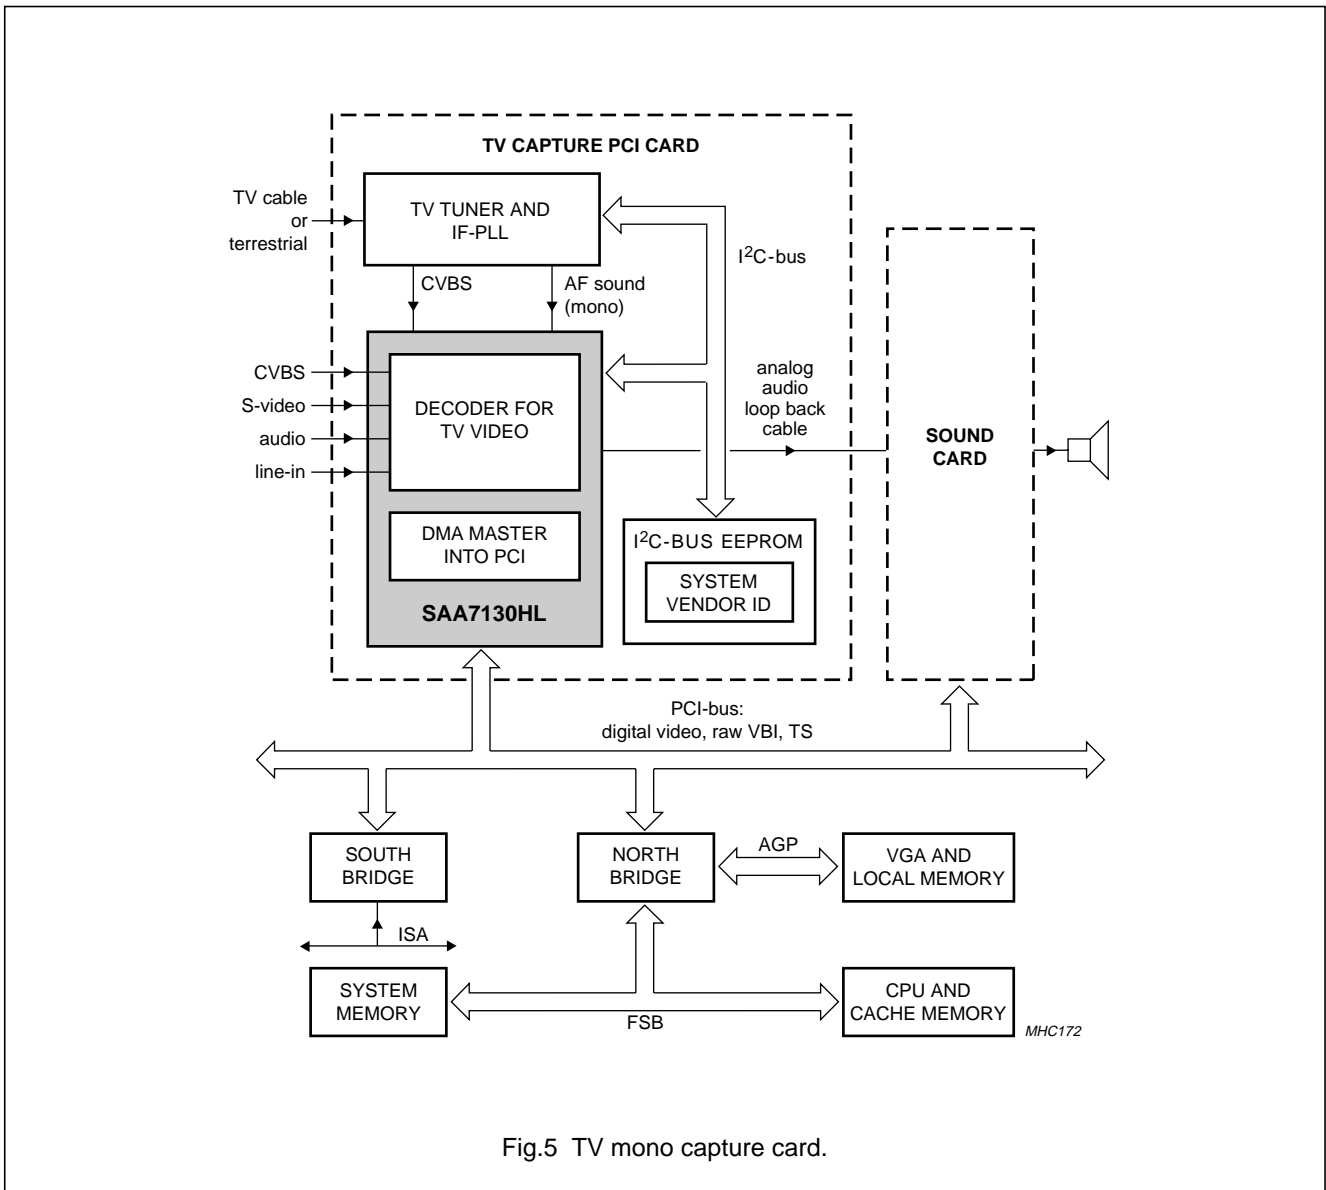 TV CAPTURE PCI CARD
TV cable
or
terrestrial
TV TUNER AND
IF-PLL
I2C-bus
CVBS
AF sound
(mono)
CVBS
S-video
audio
line-in
DECODER FOR
TV VIDEO
analog
audio
loop back
cable
SOUND
CARD
DMA MASTER
INTO PCI
SAA7130HL
I2C-BUS EEPROM
SYSTEM
VENDOR ID
PCI-bus:
digital video, raw VBI, TS
SOUTH
BRIDGE
NORTH
BRIDGE
AGP
VGA AND
LOCAL MEMORY
ISA
SYSTEM
MEMORY
FSB
CPU AND
CACHE MEMORY
MHC172
Fig.5 TV mono capture card.